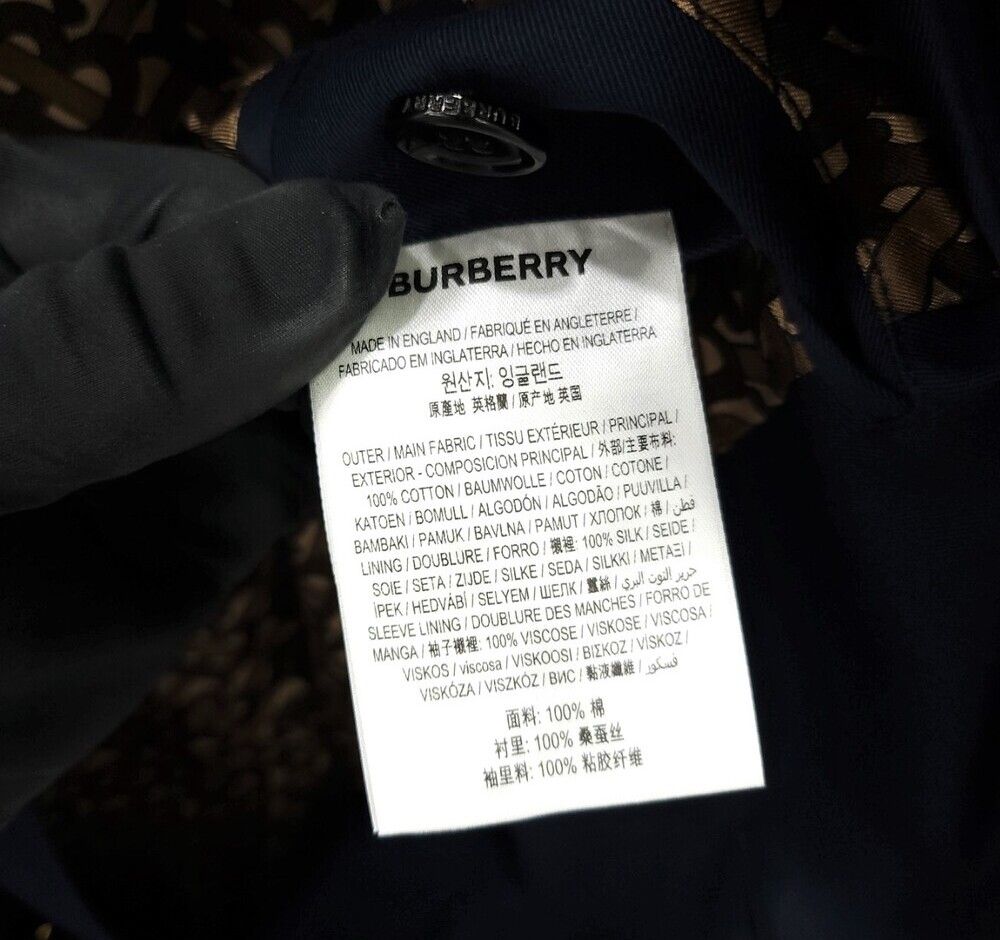 BURBERRY
BURBERRY
MADE IN ENGLAND / FABRIQUÉ EN ANGLETERRE /
FABRICADO EM INGLATERRA / HECHO EN INGLATERRA
원산지: 잉글랜드
原產地 英格蘭 / 原产地 英国
OUTER / MAIN FABRIC / TISSU EXTÉRIEUR / PRINCIPAL /
EXTERIOR - COMPOSICION PRINCIPAL / 外部/主要布料:
100% COTTON / BAUMWOLLE / COTON / COTONE /
KATOEN / BOMULL / ALGODÓN / ALGODÃO / PUUVILLA /
BAMBAKI / PAMUK / BAVLNA / PAMUT / ХЛОПОК / 棉 / قطن
LINING / DOUBLURE / FORRO / 襯裡: 100% SILK / SEIDE /
SOIE / SETA / ZIJDE / SILKE / SEDA / SILKKI / ΜΕΤΑΞΙ /
İPEK / HEDVÁBÍ / SELYEM / ШЕЛК / 蠶絲 / حرير التوت البري
SLEEVE LINING / DOUBLURE DES MANCHES / FORRO DE
MANGA / 袖子襯裡: 100% VISCOSE / VISKOSE / VISCOSA /
VISKOS / viscosa / VISKOOSI / ΒΙΣΚΟΖ / VİSKOZ /
VISKÓZA / VISZKÓZ / ВИС / 黏液纖維 / فسكور
面料: 100% 棉
衬里: 100% 桑蚕丝
袖里料: 100% 粘胶纤维